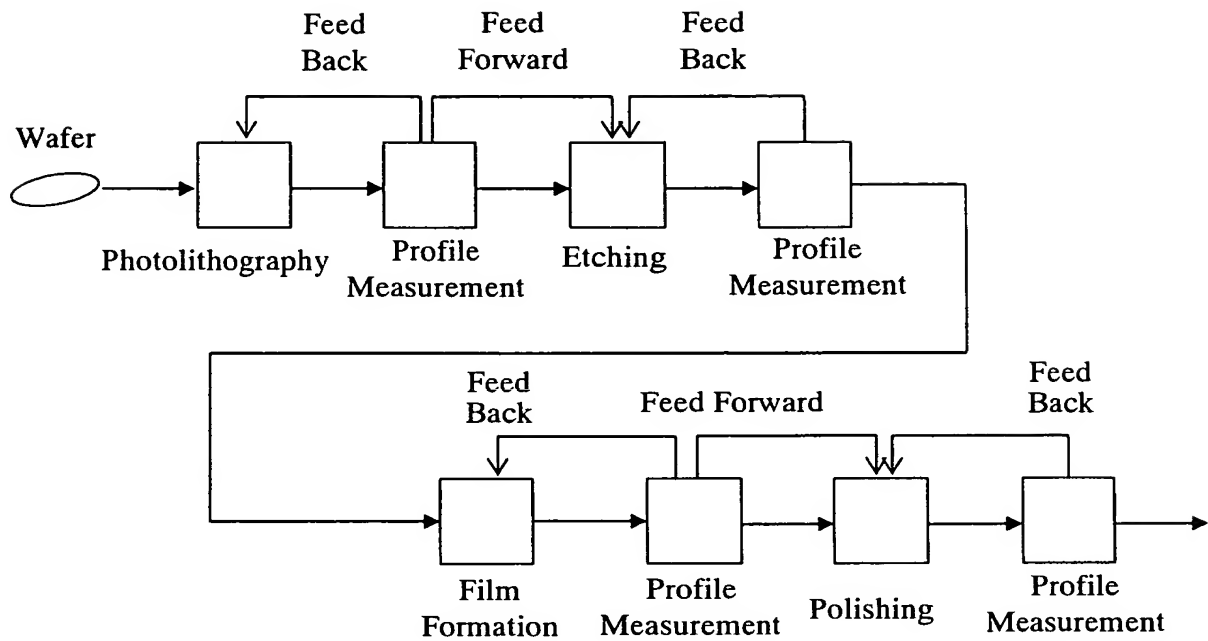 Feed
Back
Feed
Forward
Feed
Back
Wafer
Photolithography
Profile
Measurement
Etching
Profile
Measurement
Feed
Back
Feed Forward
Feed
Back
Film
Formation
Profile
Measurement
Polishing
Profile
Measurement